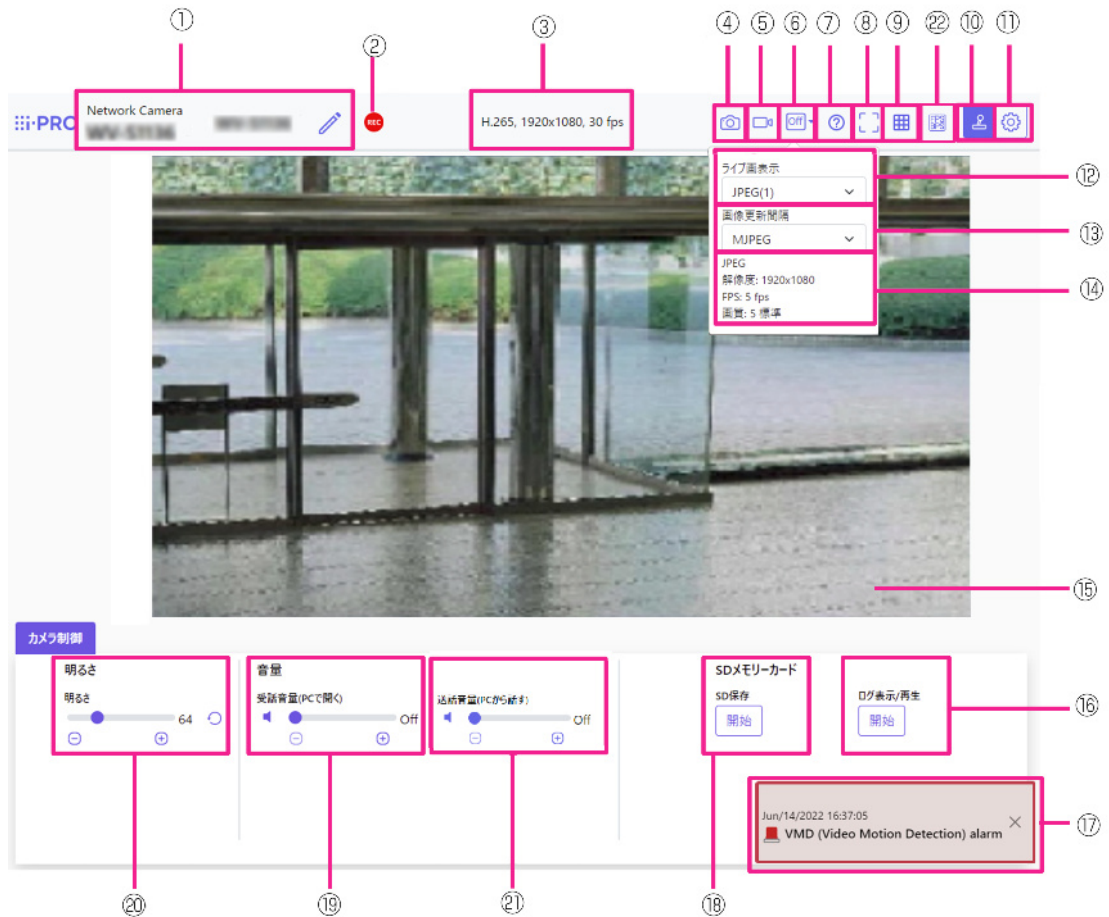 ① ② ③ ④ ⑤ ⑥ ⑦ ⑧ ⑨ ㉒ ⑩ ⑪
i-PRO
Network Camera
REC
H.265, 1920x1080, 30 fps
Off
ライブ画表示
JPEG(1)
⑫
画像更新間隔
MJPEG
⑬
JPEG
解像度: 1920x1080
FPS: 5 fps
画質: 5 標準
⑭
⑮
カメラ制御
明るさ
明るさ
64
音量
受話音量(PCで聞く)
Off
送話音量(PCから話す)
Off
SDメモリーカード
SD保存
開始
ログ表示/再生
開始
⑯
Jun/14/2022 16:37:05
VMD (Video Motion Detection) alarm
⑰
⑳ ⑲ ㉑ ⑱